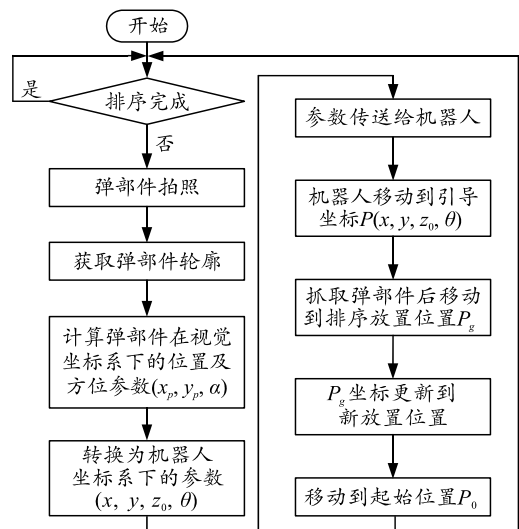 开始
是
排序完成
否
弹部件拍照
获取弹部件轮廓
计算弹部件在视觉
坐标系下的位置及
方位参数(xₚ, yₚ, α)
转换为机器人
坐标系下的参数
(x, y, z₀, θ)
参数传送给机器人
机器人移动到引导
坐标P(x, y, z₀, θ)
抓取弹部件后移动
到排序放置位置P_g
P_g坐标更新到
新放置位置
移动到起始位置P₀